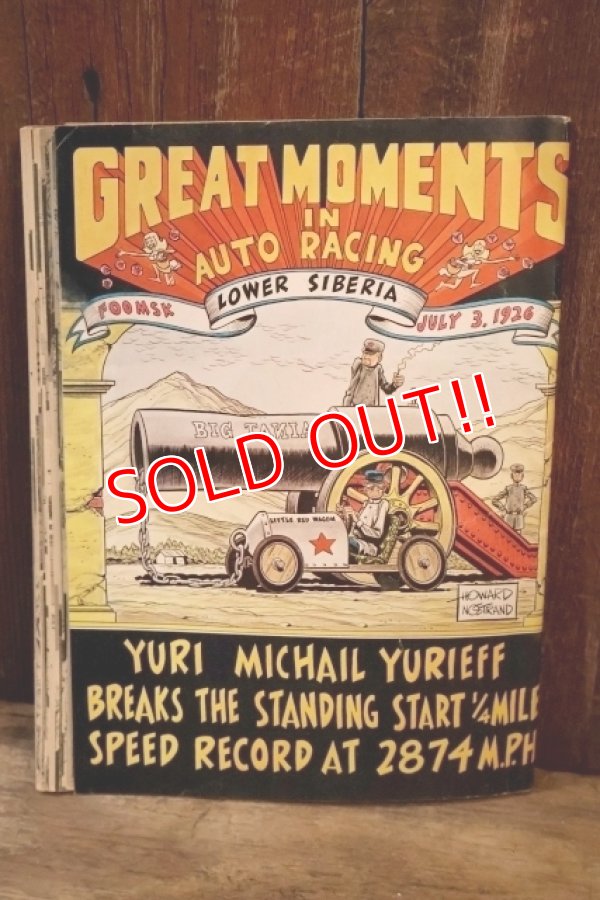 GREAT MOMENTS
IN
AUTO RACING
FOOMSK
LOWER SIBERIA
JULY 3, 1926
BIG
SOLD OUT!!
LITTLE RED WAGON
HOWARD
NOSTRAND
YURI MICHAIL YURIEFF
BREAKS THE STANDING START 1/4 MILE
SPEED RECORD AT 2874 M.P.H